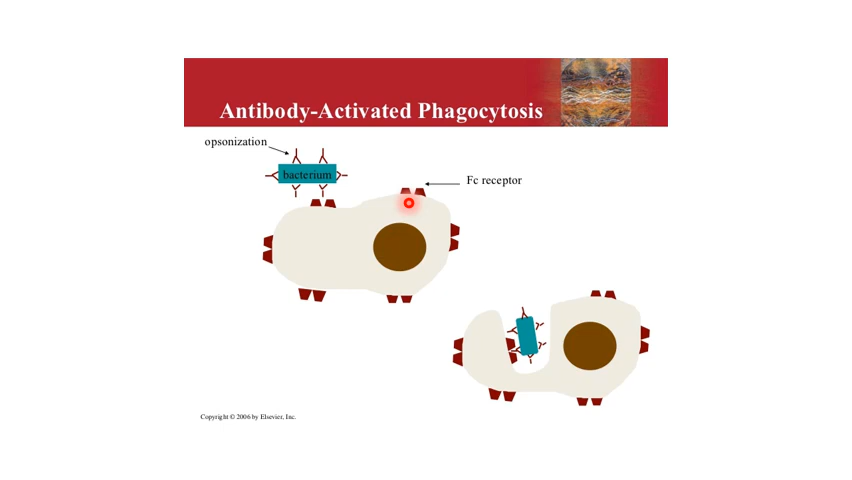 Antibody-Activated Phagocytosis
opsonization
bacterium
Fc receptor
Copyright © 2006 by Elsevier, Inc.